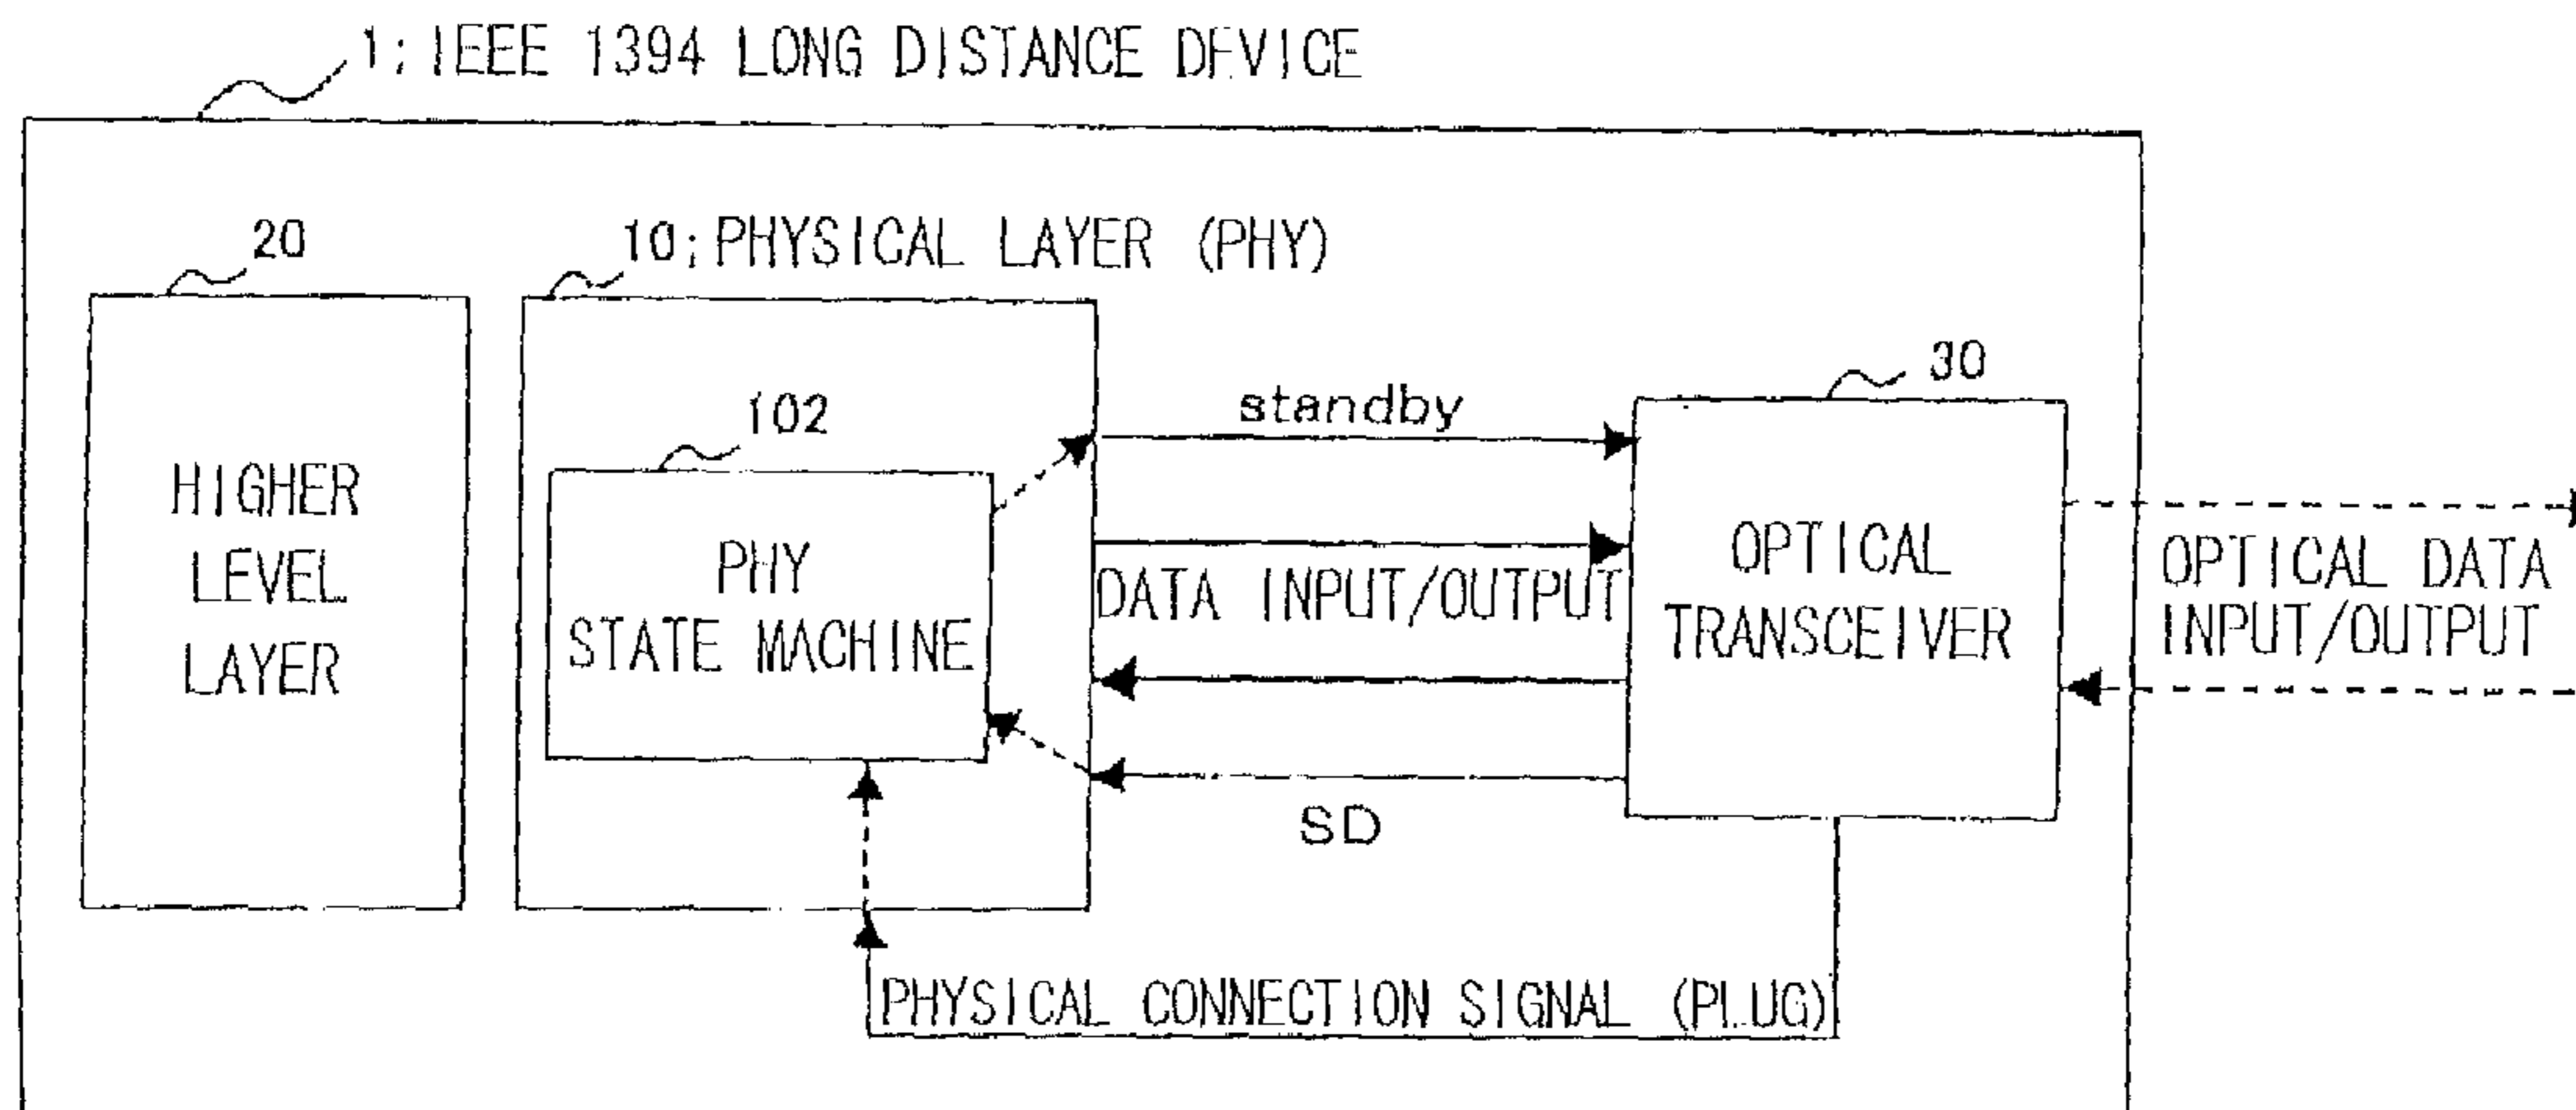 1; IEEE 1394 LONG DISTANCE DEVICE
20
10; PHYSICAL LAYER (PHY)
30
102
standby
HIGHER
LEVEL
LAYER
PHY
STATE MACHINE
DATA INPUT/OUTPUT
OPTICAL
TRANSCEIVER
OPTICAL DATA
INPUT/OUTPUT
SD
PHYSICAL CONNECTION SIGNAL (PLUG)